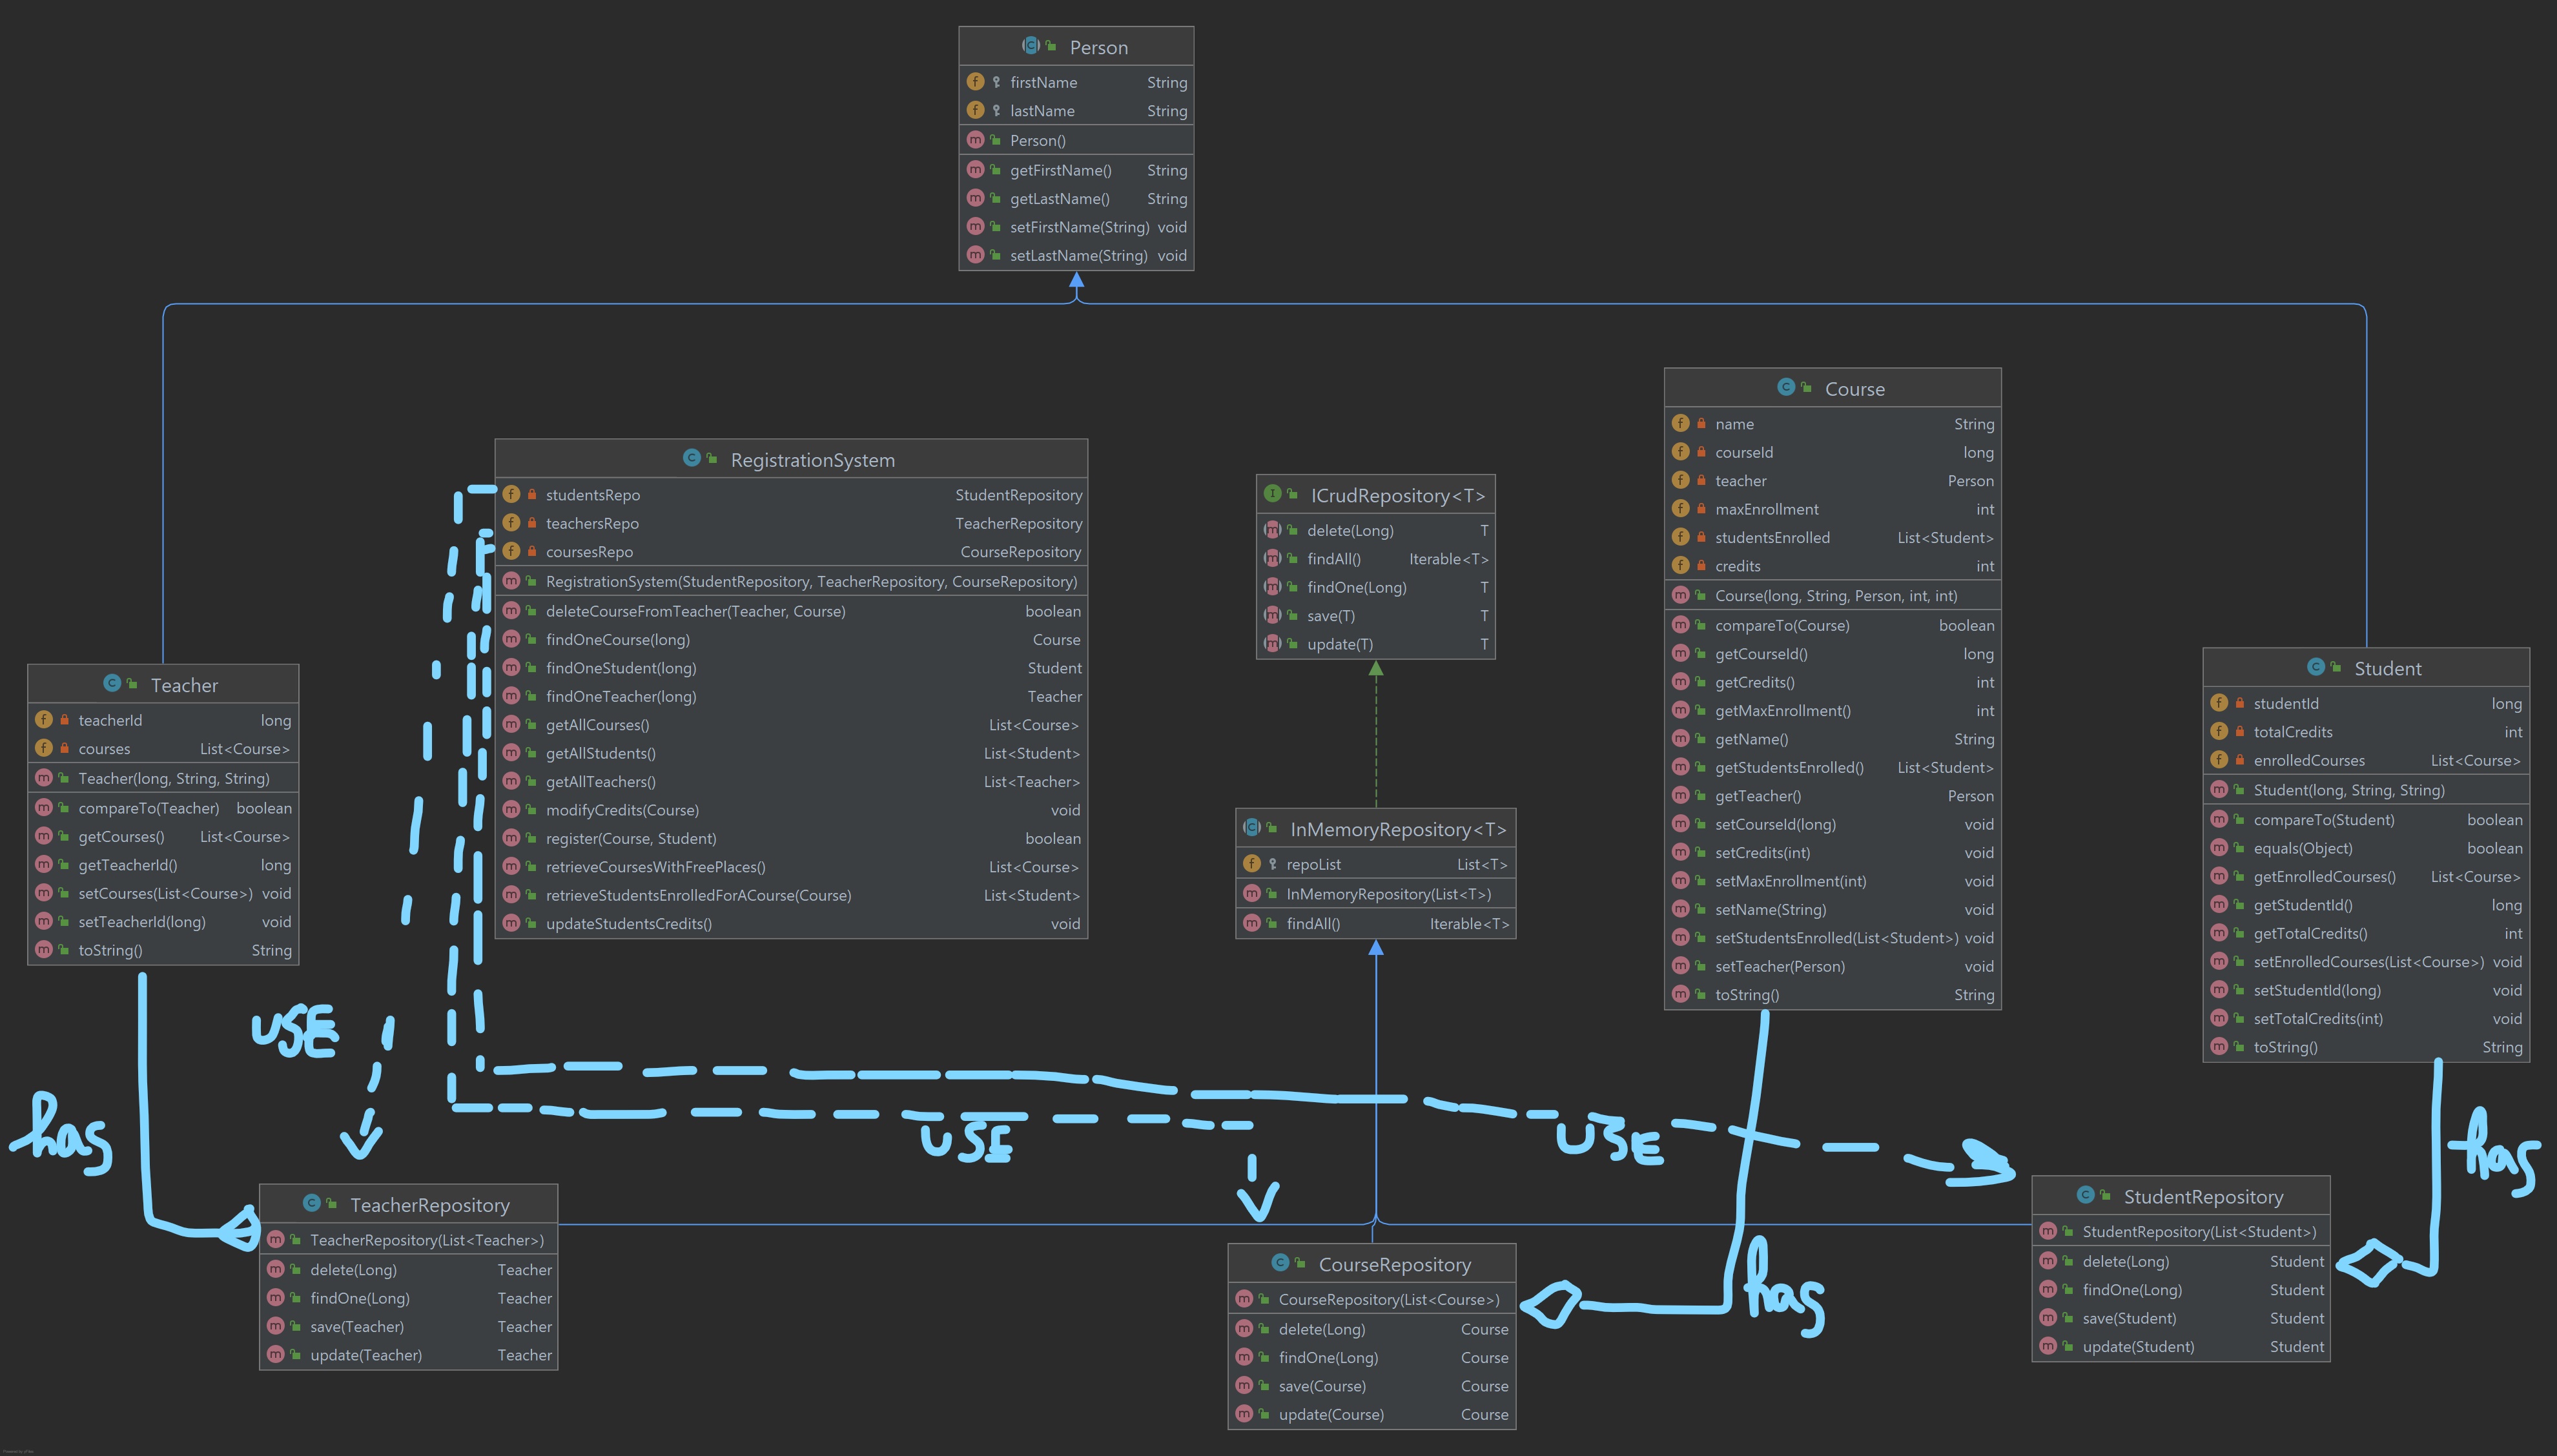 Person
firstName String
lastName String
Person()
getFirstName() String
getLastName() String
setFirstName(String) void
setLastName(String) void
RegistrationSystem
studentsRepo StudentRepository
teachersRepo TeacherRepository
coursesRepo CourseRepository
RegistrationSystem(StudentRepository, TeacherRepository, CourseRepository)
deleteCourseFromTeacher(Teacher, Course) boolean
findOneCourse(long) Course
findOneStudent(long) Student
findOneTeacher(long) Teacher
getAllCourses() List<Course>
getAllStudents() List<Student>
getAllTeachers() List<Teacher>
modifyCredits(Course) void
register(Course, Student) boolean
retrieveCoursesWithFreePlaces() List<Course>
retrieveStudentsEnrolledForACourse(Course) List<Student>
updateStudentsCredits() void
ICrudRepository<T>
delete(Long) T
findAll() Iterable<T>
findOne(Long) T
save(T) T
update(T) T
Course
name String
courseId long
teacher Person
maxEnrollment int
studentsEnrolled List<Student>
credits int
Course(long, String, Person, int, int)
compareTo(Course) boolean
getCourseId() long
getCredits() int
getMaxEnrollment() int
getName() String
getStudentsEnrolled() List<Student>
getTeacher() Person
setCourseId(long) void
setCredits(int) void
setMaxEnrollment(int) void
setName(String) void
setStudentsEnrolled(List<Student>) void
setTeacher(Person) void
toString() String
Teacher
teacherId long
courses List<Course>
Teacher(long, String, String)
compareTo(Teacher) boolean
getCourses() List<Course>
getTeacherId() long
setCourses(List<Course>) void
setTeacherId(long) void
toString() String
InMemoryRepository<T>
repoList List<T>
InMemoryRepository(List<T>)
findAll() Iterable<T>
Student
studentId long
totalCredits int
enrolledCourses List<Course>
Student(long, String, String)
compareTo(Student) boolean
equals(Object) boolean
getEnrolledCourses() List<Course>
getStudentId() long
getTotalCredits() int
setEnrolledCourses(List<Course>) void
setStudentId(long) void
setTotalCredits(int) void
toString() String
USE
has
USE
USE
has
has
TeacherRepository
TeacherRepository(List<Teacher>)
delete(Long) Teacher
findOne(Long) Teacher
save(Teacher) Teacher
update(Teacher) Teacher
CourseRepository
CourseRepository(List<Course>)
delete(Long) Course
findOne(Long) Course
save(Course) Course
update(Course) Course
StudentRepository
StudentRepository(List<Student>)
delete(Long) Student
findOne(Long) Student
save(Student) Student
update(Student) Student